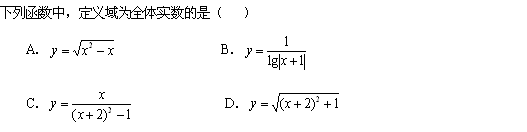 下列函数中，定义域为全体实数的是（　　）
A. y = √(x² − x)　　B. y = 1/(lg|x+1|)
C. y = x/((x+2)² − 1)　　D. y = √((x+2)² + 1)